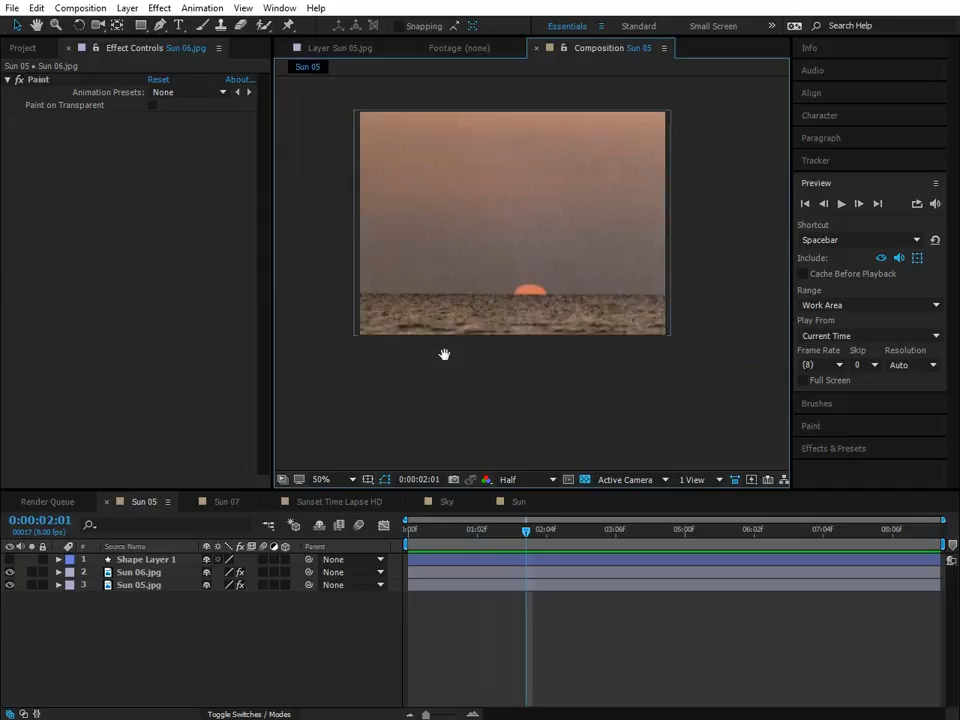 File Edit Composition Layer Effect Animation View Window Help
Snapping Essentials Standard Small Screen » Search Help
Project × Effect Controls Sun 06.jpg Layer Sun 05.jpg Footage (none) × Composition Sun 05 Info
Sun 05 • Sun 06.jpg Sun 05
Audio
fx Paint Reset About...
Animation Presets: None Align
Paint on Transparent
Character
Paragraph
Tracker
Preview
Shortcut
Spacebar
Include:
Cache Before Playback
Range
Work Area
Play From
Current Time
Frame Rate Skip Resolution
(8) 0 Auto
Full Screen
Brushes
Paint
Effects & Presets
50% 0:00:02:01 Half Active Camera 1 View
Render Queue × Sun 05 Sun 07 Sunset Time Lapse HD Sky Sun
0:00:02:01
00017 (8.00 fps)
:00f 01:02f 02:04f 03:06f 05:00f 06:02f 07:04f 08:06f
# Source Name fx Parent
1 Shape Layer 1 None
2 Sun 06.jpg fx None
3 Sun 05.jpg fx None
Toggle Switches / Modes